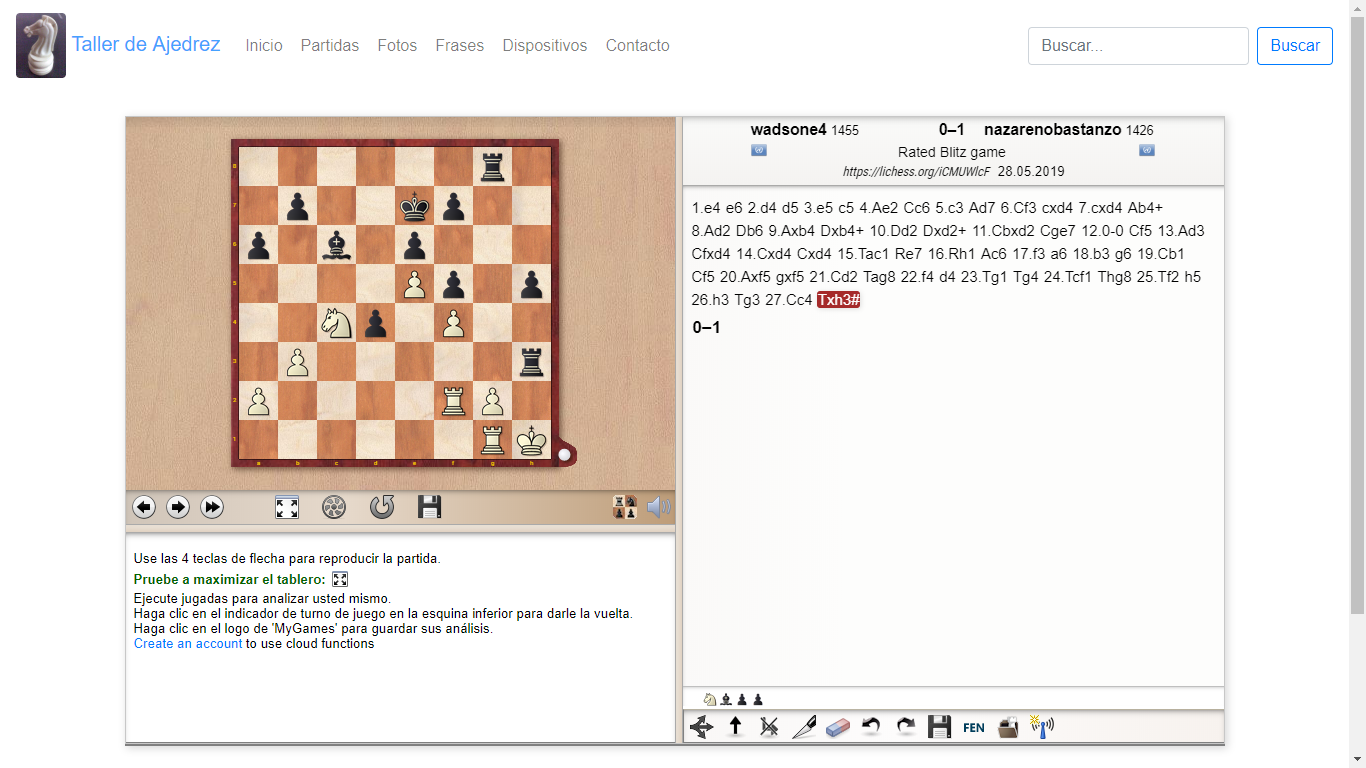 Taller de Ajedrez Inicio Partidas Fotos Frases Dispositivos Contacto Buscar... Buscar
wadsone4 1455 0–1 nazarenobastanzo 1426
Rated Blitz game
https://lichess.org/iCMUWlcF 28.05.2019
1.e4 e6 2.d4 d5 3.e5 c5 4.Ae2 Cc6 5.c3 Ad7 6.Cf3 cxd4 7.cxd4 Ab4+
8.Ad2 Db6 9.Axb4 Dxb4+ 10.Dd2 Dxd2+ 11.Cbxd2 Cge7 12.0-0 Cf5 13.Ad3
Cfxd4 14.Cxd4 Cxd4 15.Tac1 Re7 16.Rh1 Ac6 17.f3 a6 18.b3 g6 19.Cb1
Cf5 20.Axf5 gxf5 21.Cd2 Tag8 22.f4 d4 23.Tg1 Tg4 24.Tcf1 Thg8 25.Tf2 h5
26.h3 Tg3 27.Cc4 Txh3#
0–1
8
7
6
5
4
3
2
1
a b c d e f g h
Use las 4 teclas de flecha para reproducir la partida.
Pruebe a maximizar el tablero:
Ejecute jugadas para analizar usted mismo.
Haga clic en el indicador de turno de juego en la esquina inferior para darle la vuelta.
Haga clic en el logo de 'MyGames' para guardar sus análisis.
Create an account to use cloud functions
FEN